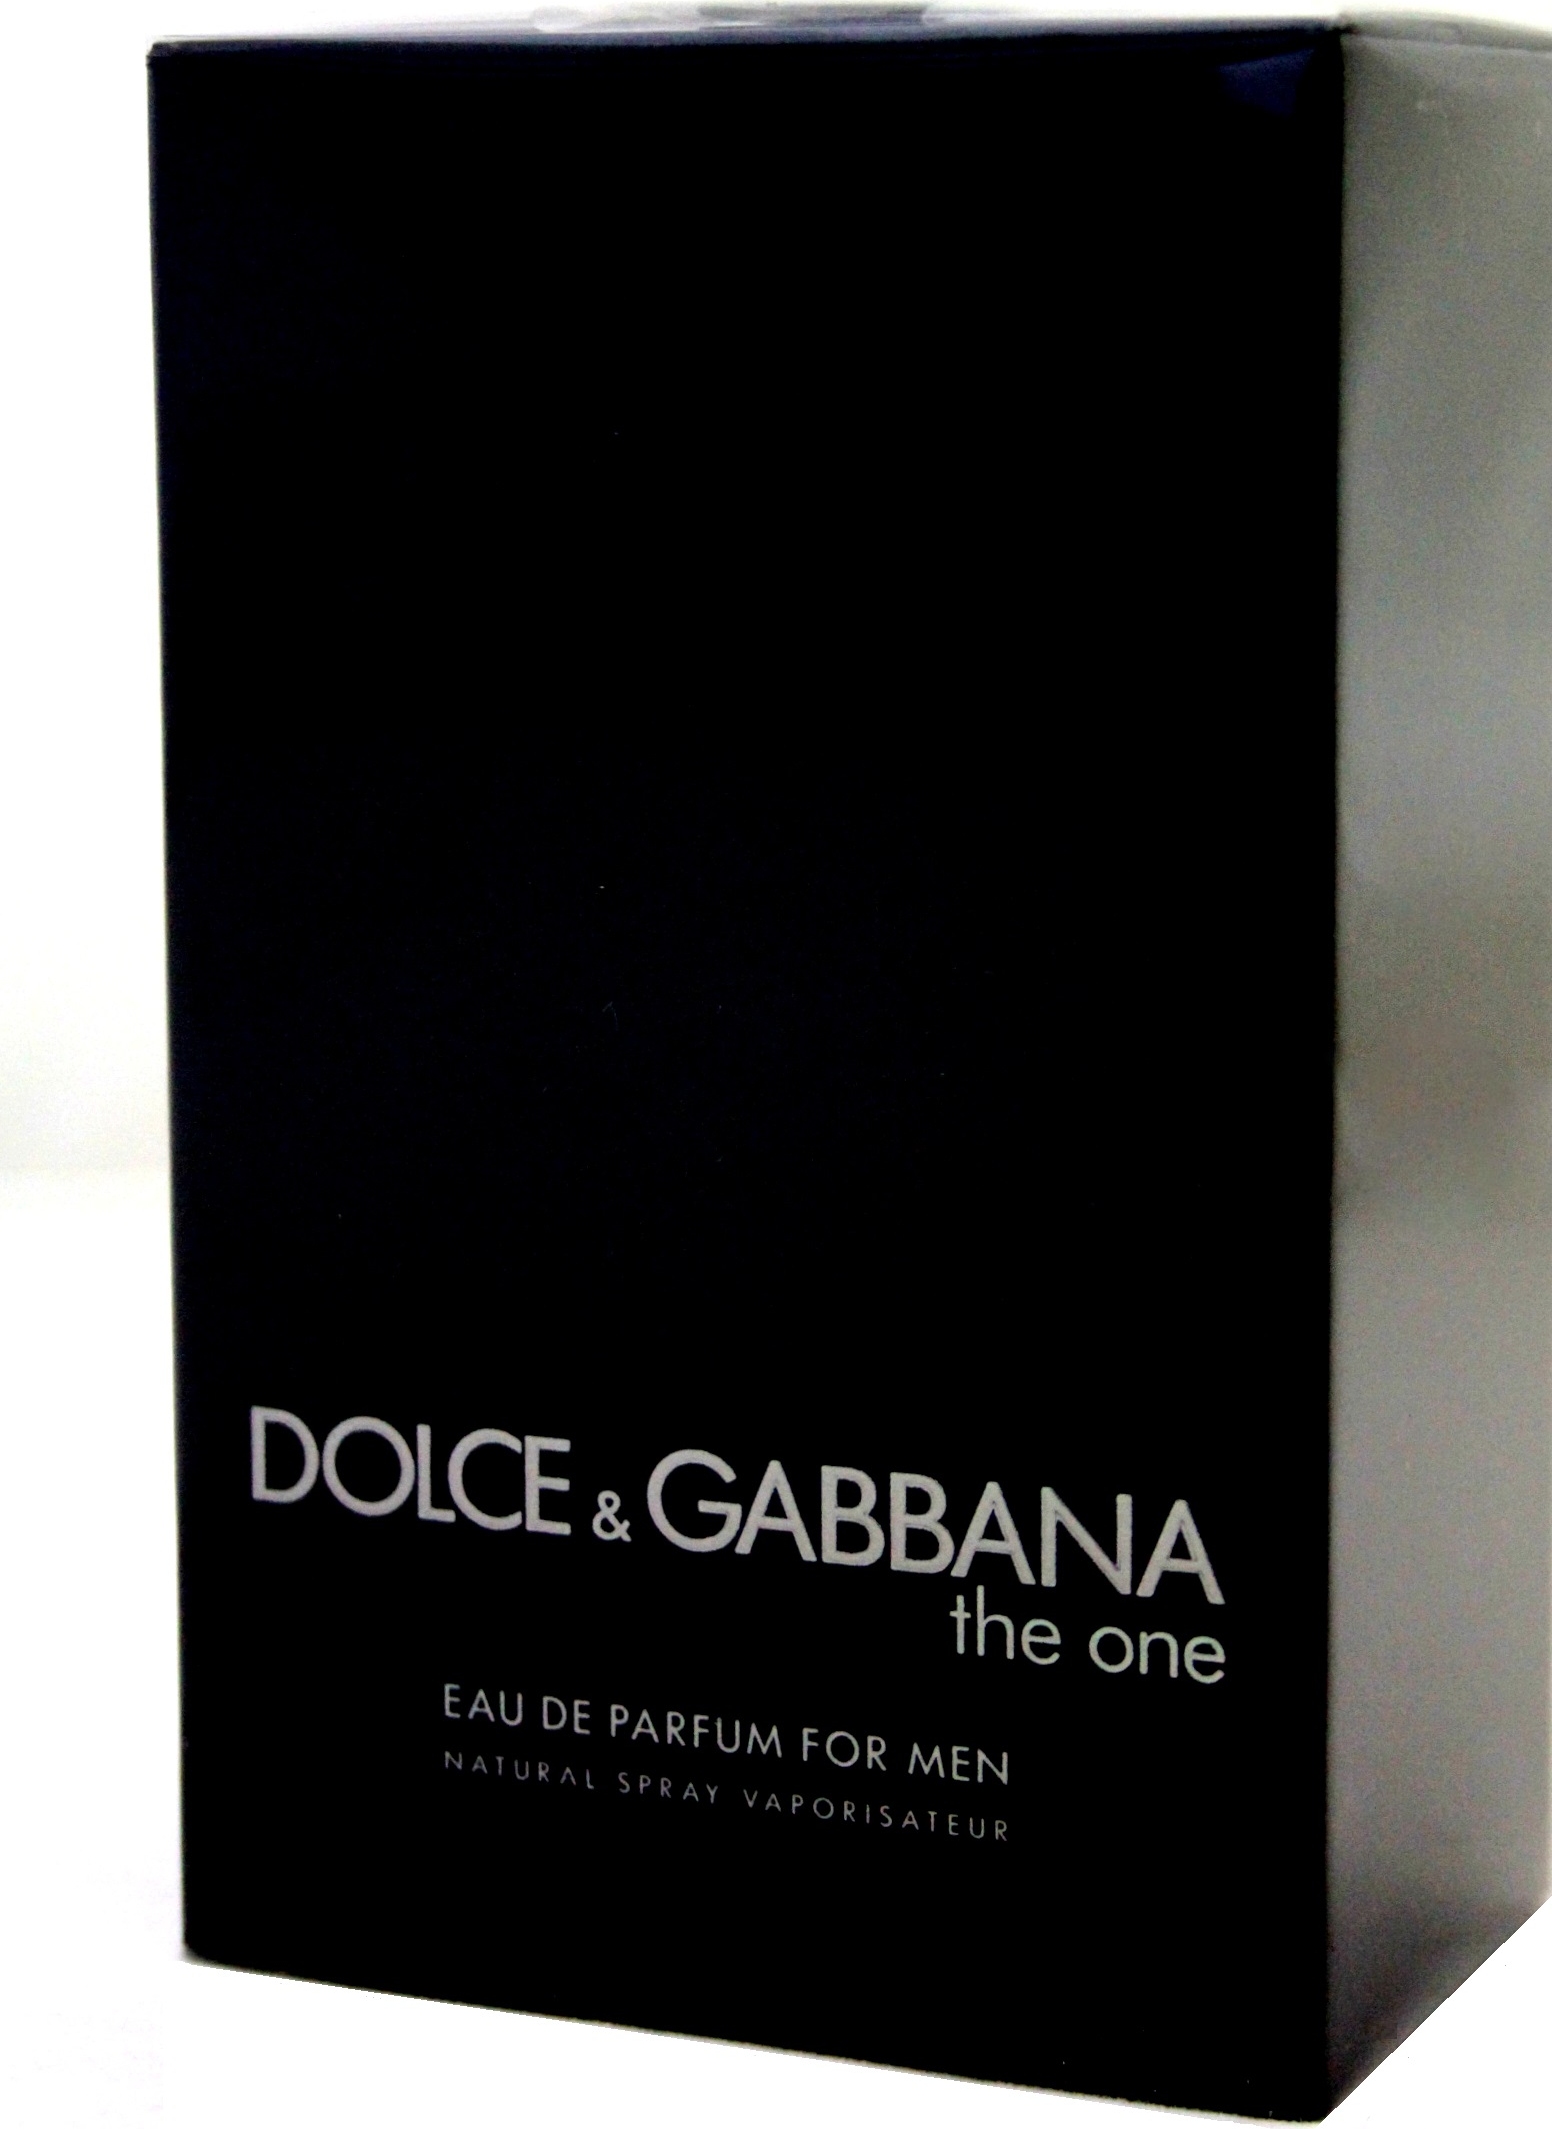 DOLCE & GABBANA
the one
EAU DE PARFUM FOR MEN
NATURAL SPRAY VAPORISATEUR